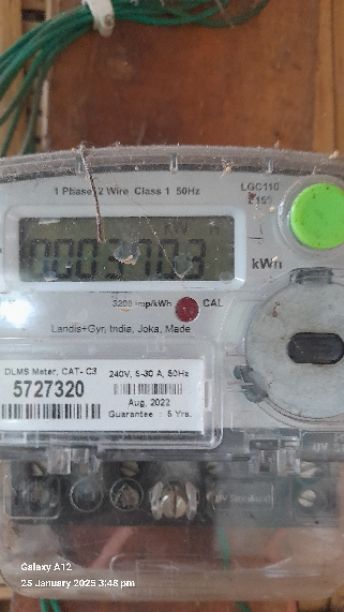 1 Phase 2 Wire Class 1 50Hz
LGC110
kW h
kWh
3200 imp/kWh
CAL
Landis+Gyr, India, Joka, Made
DLMS Meter, CAT- C3
5727320
240V, 5-30 A, 50Hz
Aug, 2022
Guarantee : 5 Yrs.
Galaxy A12
25 January 2025 3:48 pm